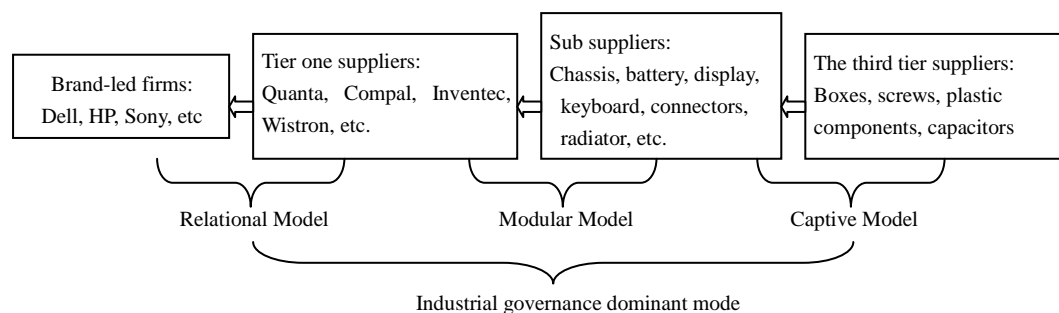 Brand-led firms:
Dell, HP, Sony, etc
Tier one suppliers:
Quanta, Compal, Inventec,
Wistron, etc.
Sub suppliers:
Chassis, battery, display,
keyboard, connectors,
radiator, etc.
The third tier suppliers:
Boxes, screws, plastic
components, capacitors
Relational Model
Modular Model
Captive Model
Industrial governance dominant mode